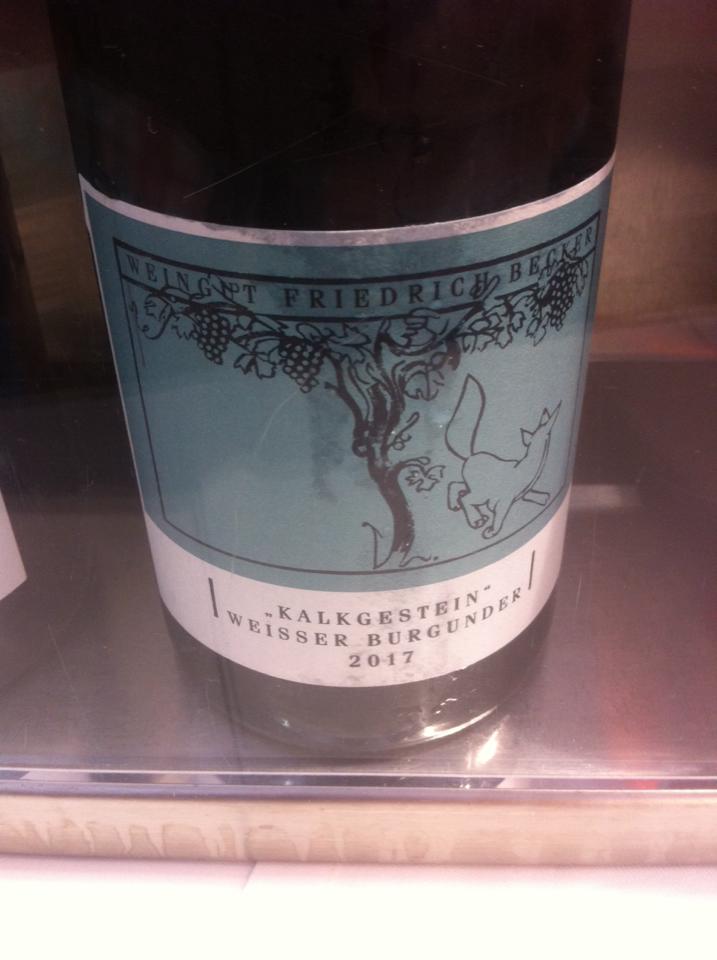 WEINGUT FRIEDRICH BECKER
„KALKGESTEIN“
WEISSER BURGUNDER
2017